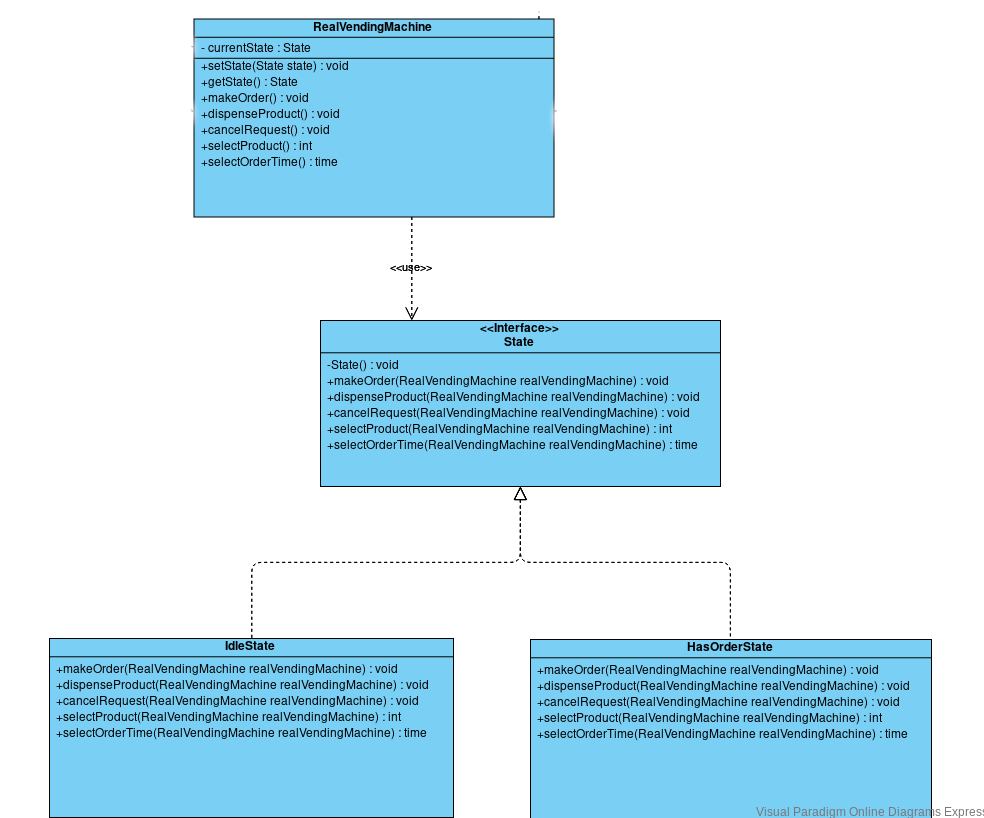 RealVendingMachine
- currentState : State
+setState(State state) : void
+getState() : State
+makeOrder() : void
+dispenseProduct() : void
+cancelRequest() : void
+selectProduct() : int
+selectOrderTime() : time
<<use>>
<<Interface>>
State
-State() : void
+makeOrder(RealVendingMachine realVendingMachine) : void
+dispenseProduct(RealVendingMachine realVendingMachine) : void
+cancelRequest(RealVendingMachine realVendingMachine) : void
+selectProduct(RealVendingMachine realVendingMachine) : int
+selectOrderTime(RealVendingMachine realVendingMachine) : time
IdleState
+makeOrder(RealVendingMachine realVendingMachine) : void
+dispenseProduct(RealVendingMachine realVendingMachine) : void
+cancelRequest(RealVendingMachine realVendingMachine) : void
+selectProduct(RealVendingMachine realVendingMachine) : int
+selectOrderTime(RealVendingMachine realVendingMachine) : time
HasOrderState
+makeOrder(RealVendingMachine realVendingMachine) : void
+dispenseProduct(RealVendingMachine realVendingMachine) : void
+cancelRequest(RealVendingMachine realVendingMachine) : void
+selectProduct(RealVendingMachine realVendingMachine) : int
+selectOrderTime(RealVendingMachine realVendingMachine) : time
Visual Paradigm Online Diagrams Express